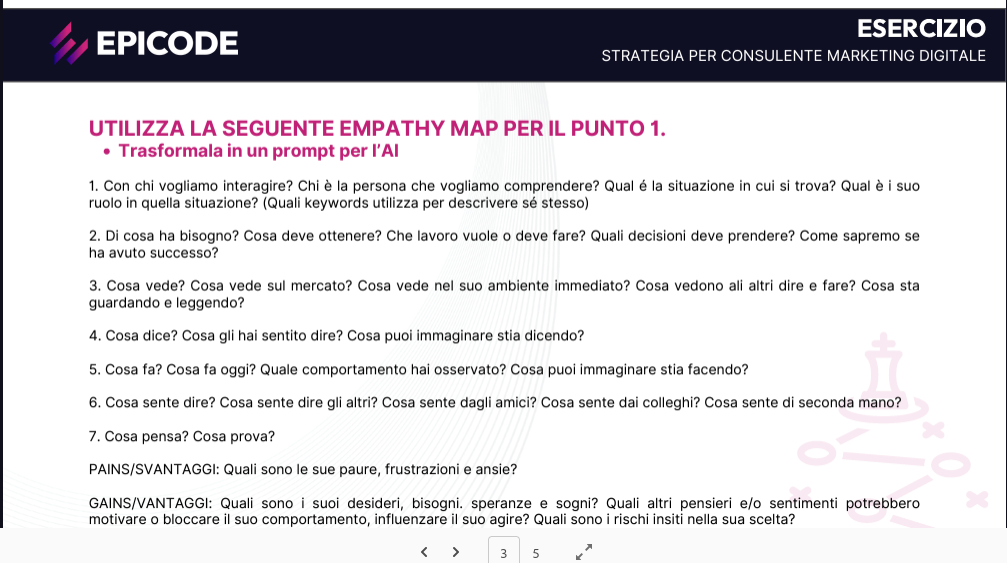 EPICODE
ESERCIZIO
STRATEGIA PER CONSULENTE MARKETING DIGITALE
UTILIZZA LA SEGUENTE EMPATHY MAP PER IL PUNTO 1.
• Trasformala in un prompt per l'AI
1. Con chi vogliamo interagire? Chi è la persona che vogliamo comprendere? Qual é la situazione in cui si trova? Qual è i suo
ruolo in quella situazione? (Quali keywords utilizza per descrivere sé stesso)
2. Di cosa ha bisogno? Cosa deve ottenere? Che lavoro vuole o deve fare? Quali decisioni deve prendere? Come sapremo se
ha avuto successo?
3. Cosa vede? Cosa vede sul mercato? Cosa vede nel suo ambiente immediato? Cosa vedono ali altri dire e fare? Cosa sta
guardando e leggendo?
4. Cosa dice? Cosa gli hai sentito dire? Cosa puoi immaginare stia dicendo?
5. Cosa fa? Cosa fa oggi? Quale comportamento hai osservato? Cosa puoi immaginare stia facendo?
6. Cosa sente dire? Cosa sente dire gli altri? Cosa sente dagli amici? Cosa sente dai colleghi? Cosa sente di seconda mano?
7. Cosa pensa? Cosa prova?
PAINS/SVANTAGGI: Quali sono le sue paure, frustrazioni e ansie?
GAINS/VANTAGGI: Quali sono i suoi desideri, bisogni. speranze e sogni? Quali altri pensieri e/o sentimenti potrebbero
motivare o bloccare il suo comportamento, influenzare il suo agire? Quali sono i rischi insiti nella sua scelta?
3 5